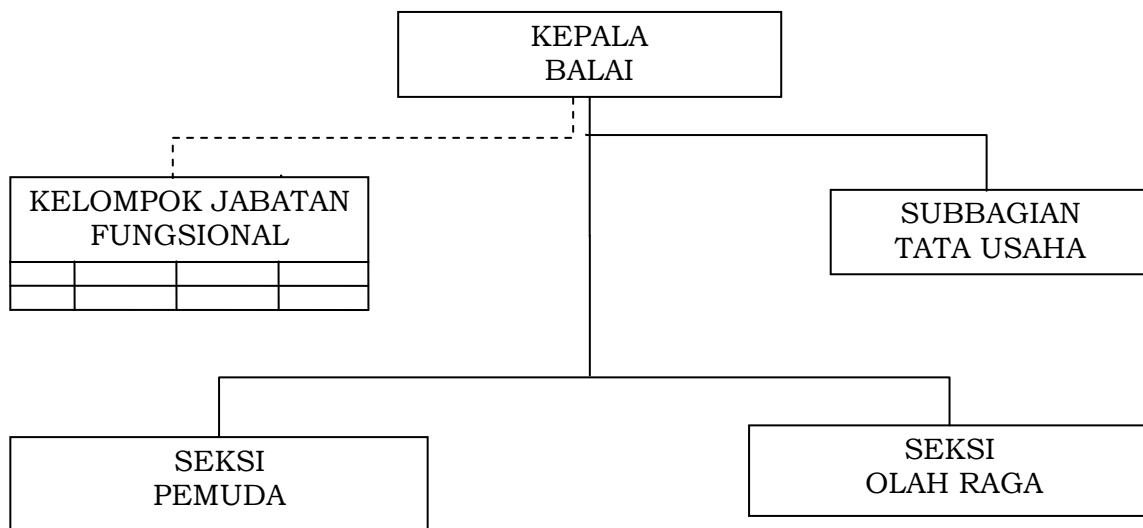 KEPALA
BALAI
KELOMPOK JABATAN
FUNGSIONAL
SUBBAGIAN
TATA USAHA
SEKSI
PEMUDA
SEKSI
OLAH RAGA